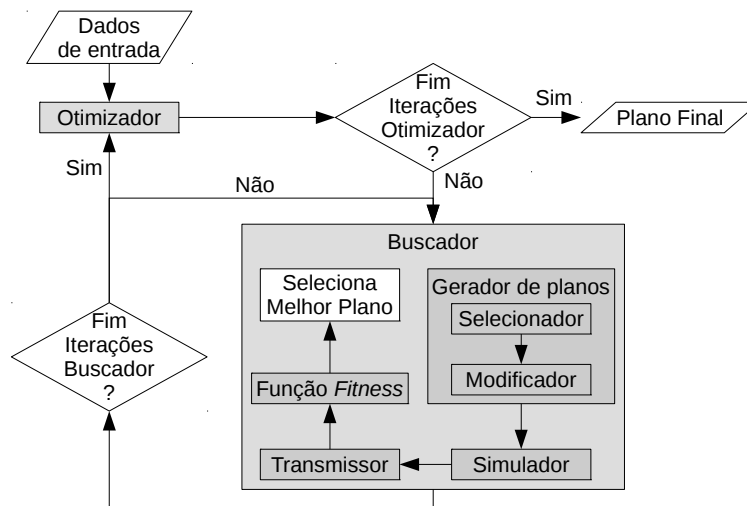 Dados
de entrada
Otimizador
Fim
Iterações
Otimizador
?
Sim
Plano Final
Sim
Não
Não
Buscador
Seleciona
Melhor Plano
Gerador de planos
Selecionador
Modificador
Função Fitness
Transmissor
Simulador
Fim
Iterações
Buscador
?